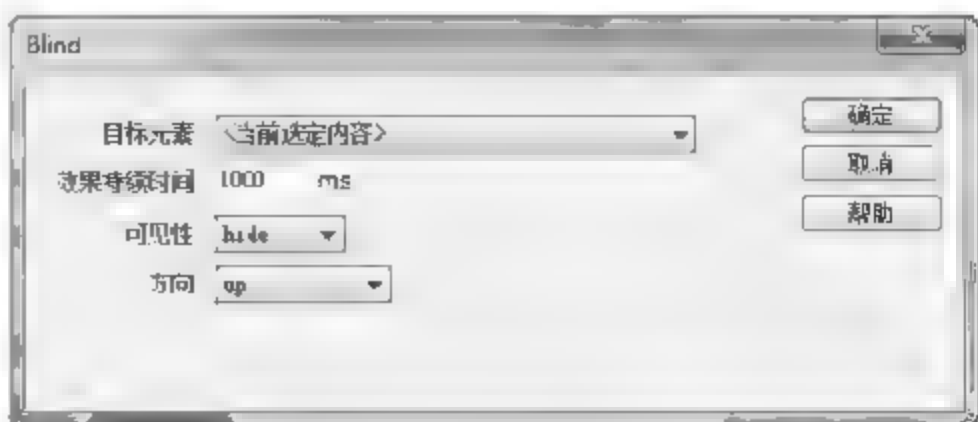 Blind
目标元素 <当前选定内容>
效果持续时间 1000 ms
可见性 hide
方向 up
确定
取消
帮助